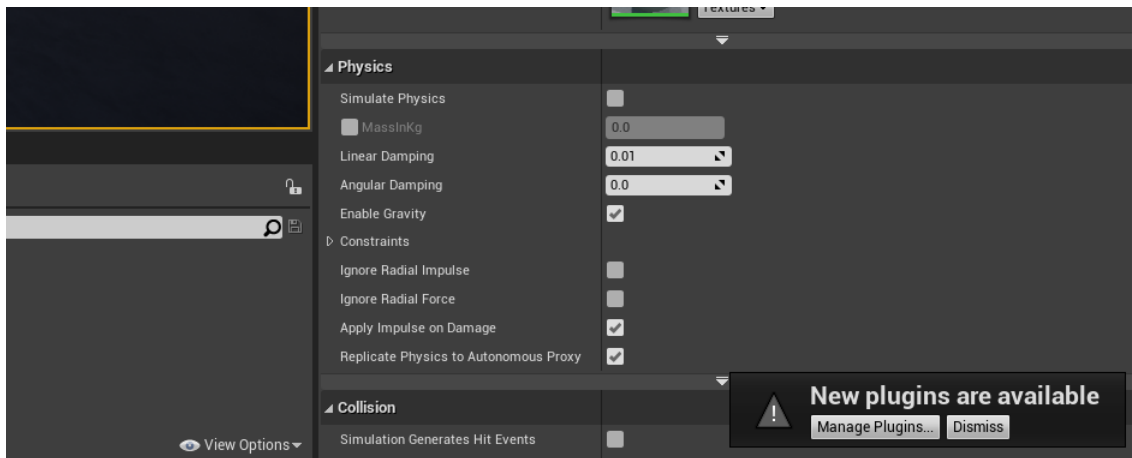 Textures
Physics
Simulate Physics
MassInKg 0.0
Linear Damping 0.01
Angular Damping 0.0
Enable Gravity
Constraints
Ignore Radial Impulse
Ignore Radial Force
Apply Impulse on Damage
Replicate Physics to Autonomous Proxy
Collision
Simulation Generates Hit Events
View Options
New plugins are available
Manage Plugins... Dismiss